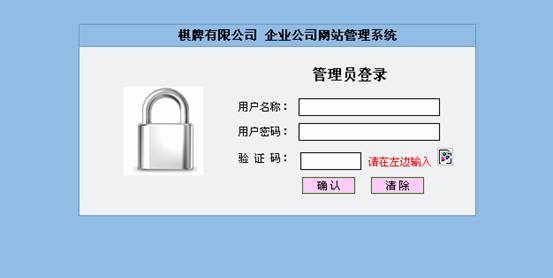 棋牌有限公司 企业公司网站管理系统
管理员登录
用户名称：
用户密码：
验 证 码： 请在左边输入
确 认 清 除